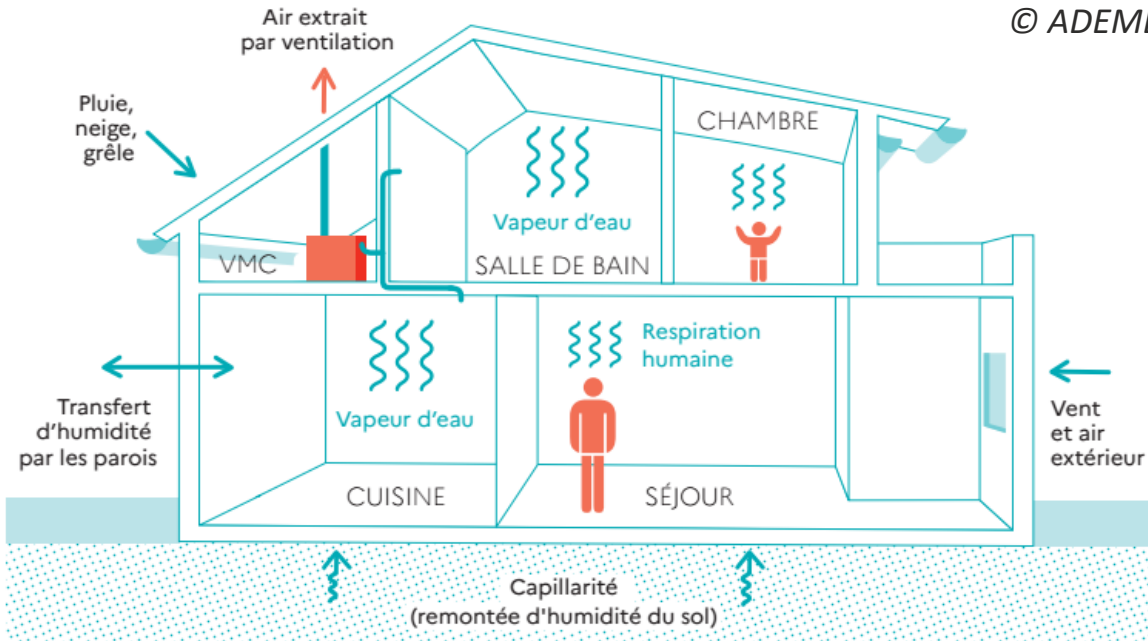 Air extrait
par ventilation
© ADEME
Pluie,
neige,
grêle
CHAMBRE
Vapeur d'eau
VMC
SALLE DE BAIN
Respiration
humaine
Transfert
d'humidité
par les parois
Vapeur d'eau
Vent
et air
extérieur
CUISINE
SÉJOUR
Capillarité
(remontée d'humidité du sol)